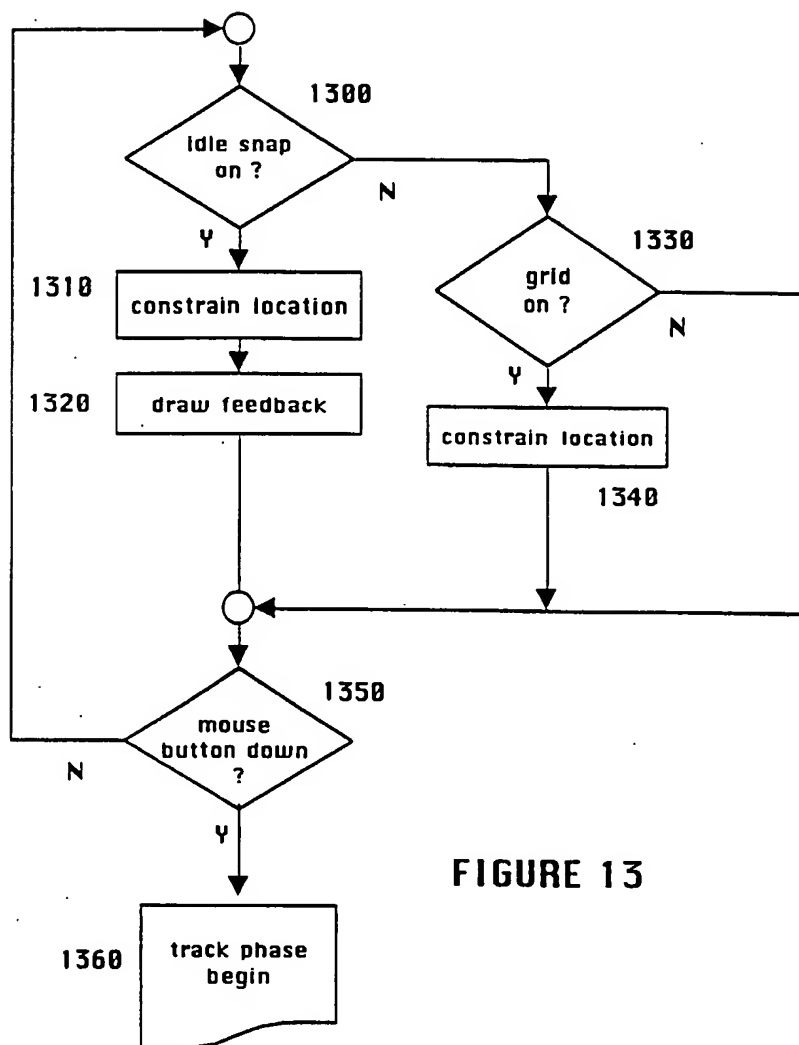 1300
idle snap
on ?
N
Y
1310
constrain location
1330
grid
on ?
N
Y
1320
draw feedback
constrain location
1340
1350
mouse
button down
?
N
Y
FIGURE 13
1360
track phase
begin